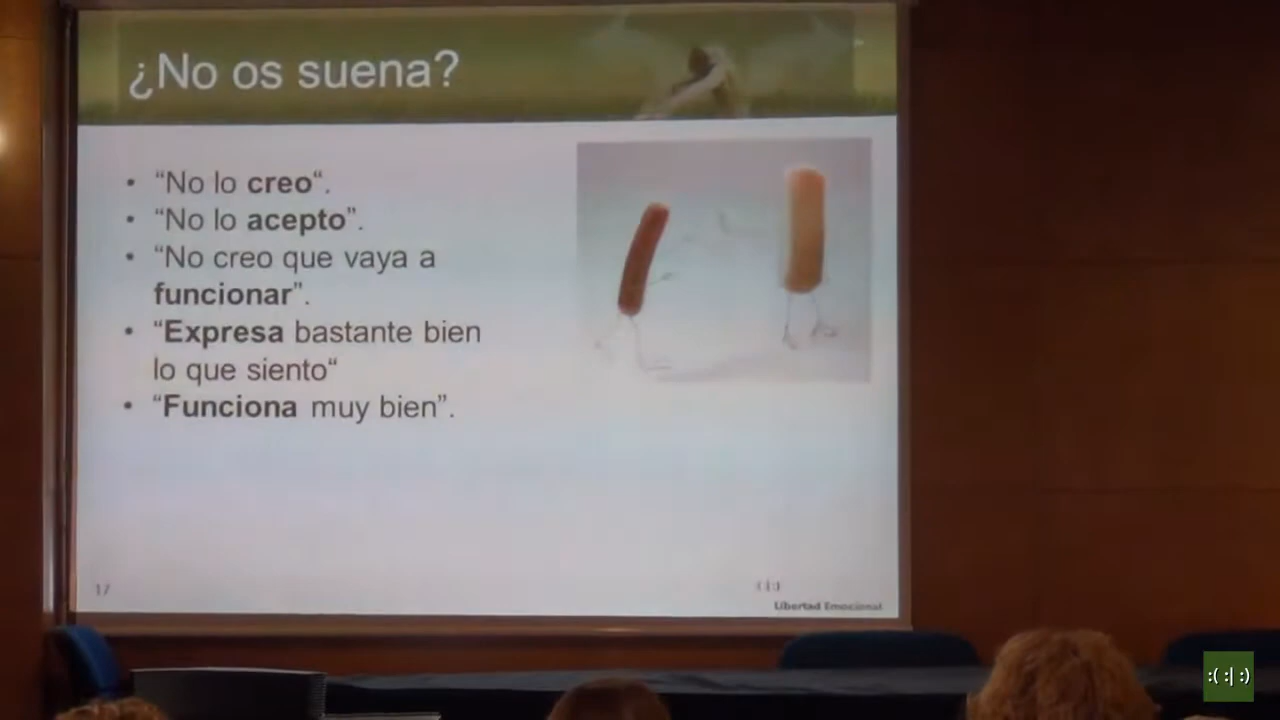 ¿No os suena?
• “No lo creo“.
• “No lo acepto”.
• “No creo que vaya a
funcionar”.
• “Expresa bastante bien
lo que siento“
• “Funciona muy bien”.
17
:(:|:)
Libertad Emocional
:( :| :)